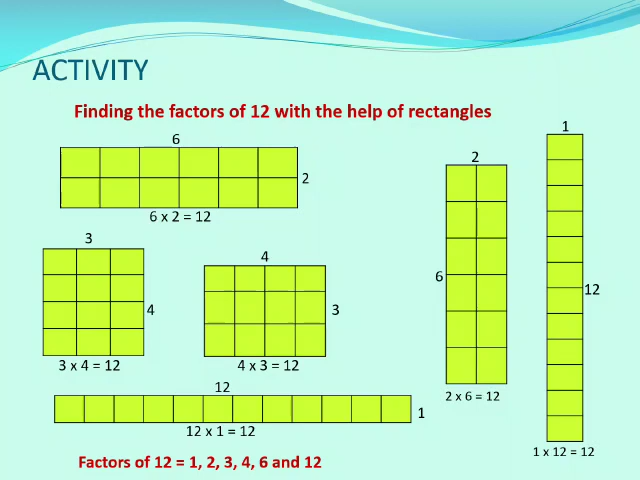 ACTIVITY
Finding the factors of 12 with the help of rectangles
6
2
6 x 2 = 12
3
4
3 x 4 = 12
4
3
4 x 3 = 12
2
6
2 x 6 = 12
1
12
1 x 12 = 12
12
1
12 x 1 = 12
Factors of 12 = 1, 2, 3, 4, 6 and 12